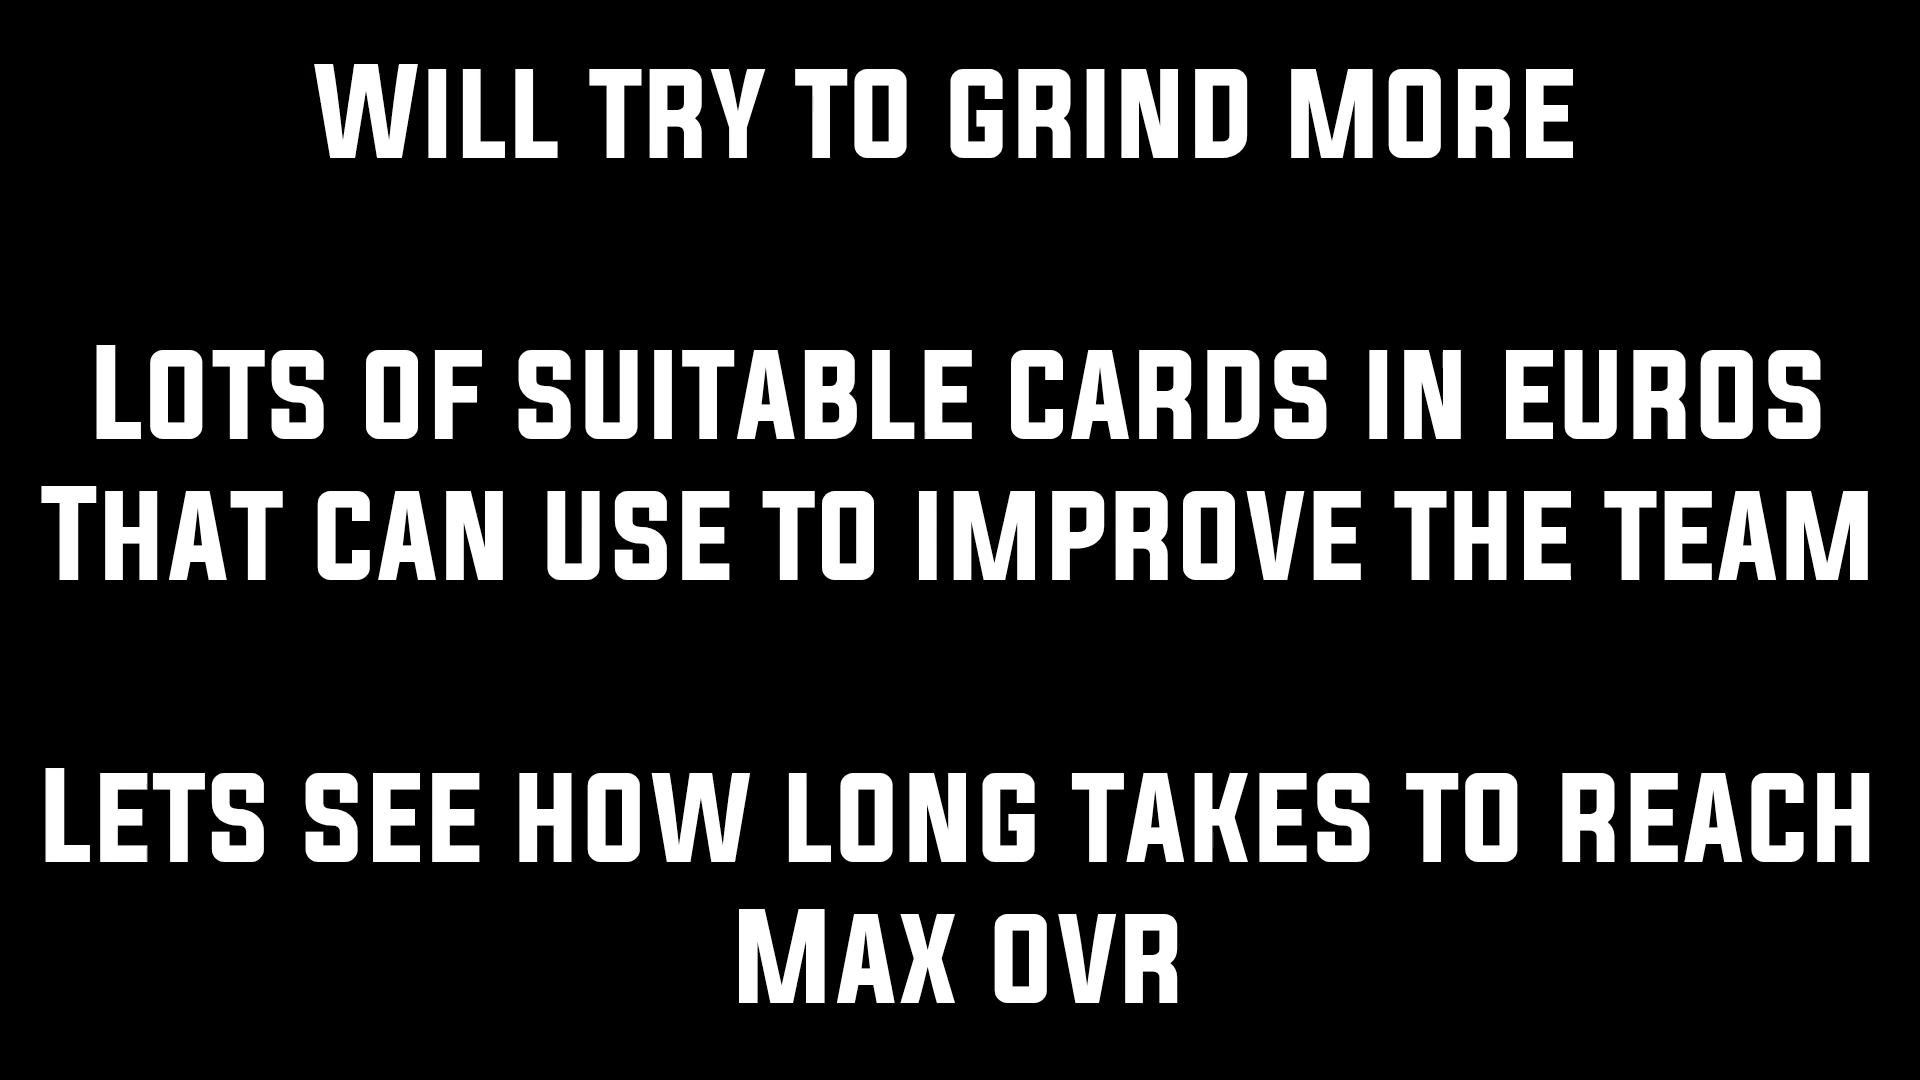 Will try to grind more
Lots of suitable cards in euros
That can use to improve the team
Lets see how long takes to reach
Max ovr